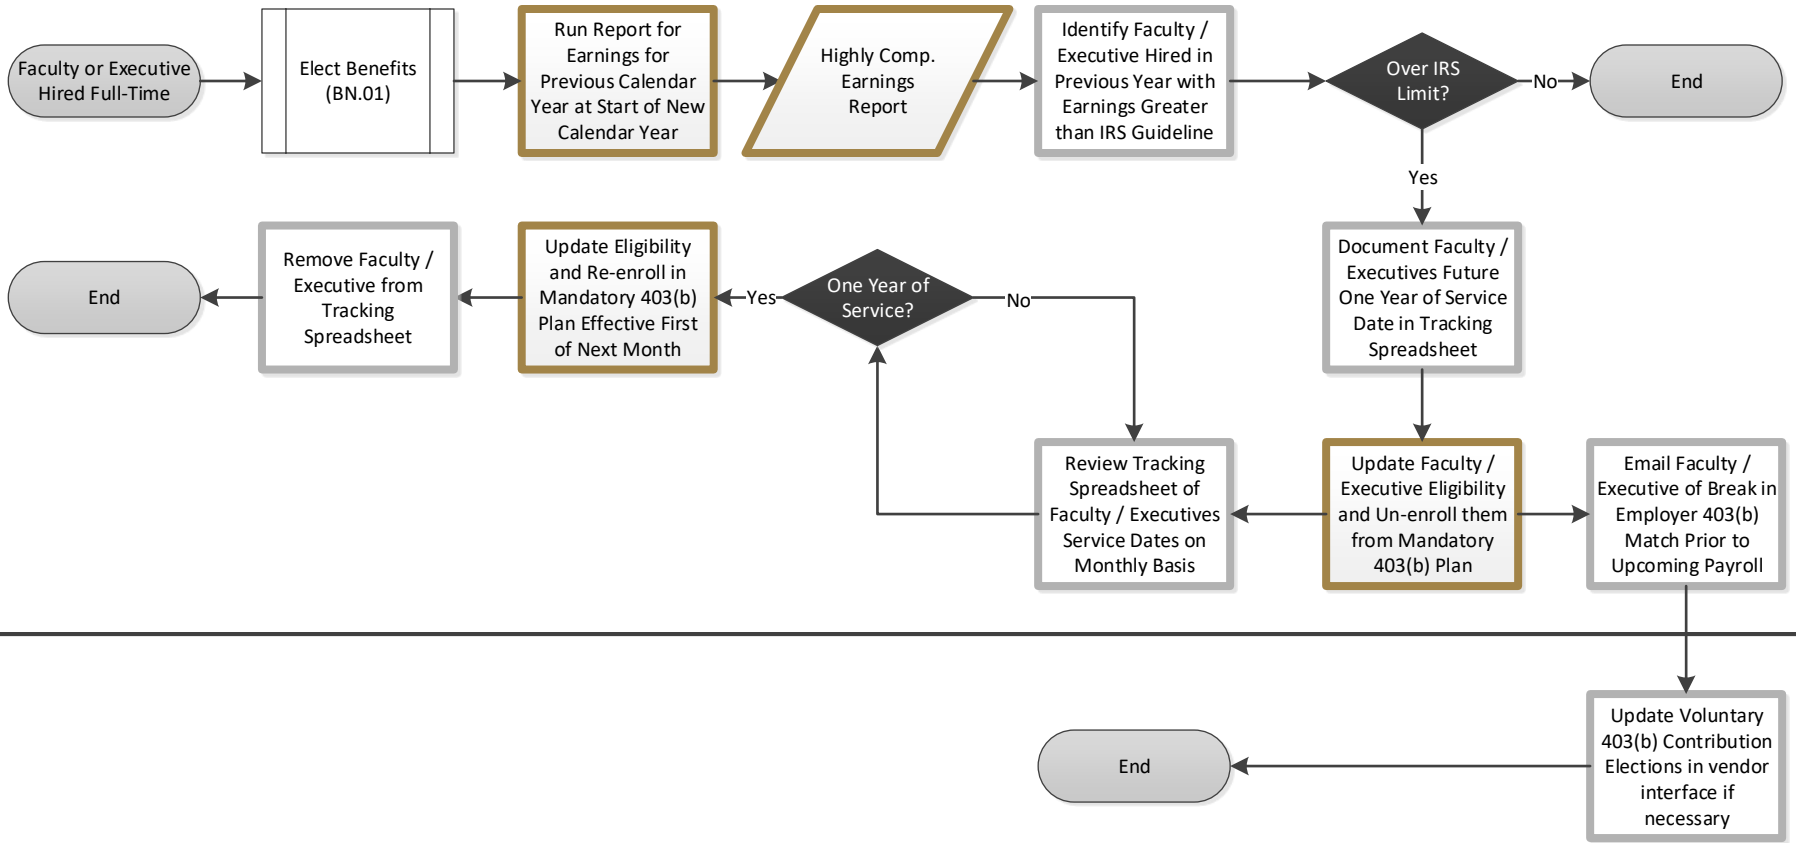 Faculty or Executive
Hired Full-Time
Elect Benefits
(BN.01)
Run Report for
Earnings for
Previous Calendar
Year at Start of New
Calendar Year
Highly Comp.
Earnings
Report
Identify Faculty /
Executive Hired in
Previous Year with
Earnings Greater
than IRS Guideline
Over IRS
Limit?
No
End
Yes
Document Faculty /
Executives Future
One Year of Service
Date in Tracking
Spreadsheet
End
Remove Faculty /
Executive from
Tracking
Spreadsheet
Update Eligibility
and Re-enroll in
Mandatory 403(b)
Plan Effective First
of Next Month
Yes
One Year of
Service?
No
Review Tracking
Spreadsheet of
Faculty / Executives
Service Dates on
Monthly Basis
Update Faculty /
Executive Eligibility
and Un-enroll them
from Mandatory
403(b) Plan
Email Faculty /
Executive of Break in
Employer 403(b)
Match Prior to
Upcoming Payroll
End
Update Voluntary
403(b) Contribution
Elections in vendor
interface if
necessary